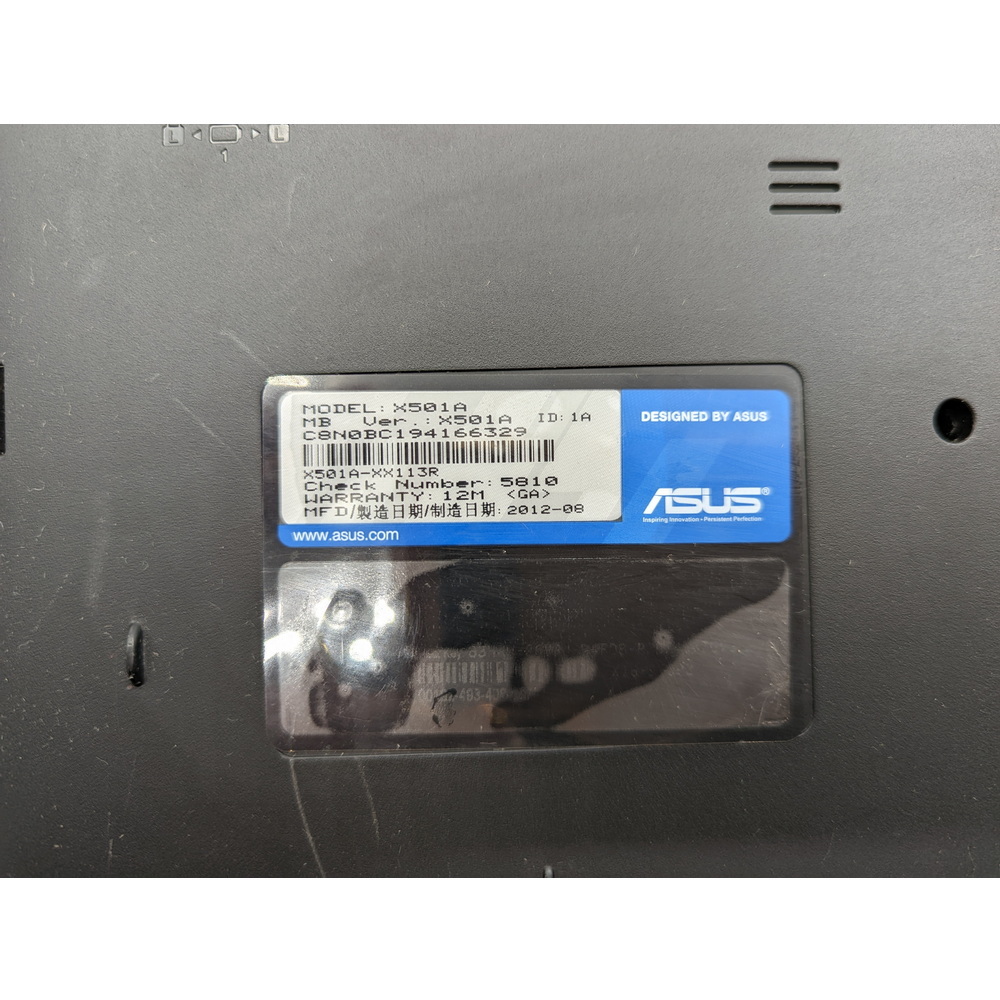 L L
1
MODEL: X501A
MB Ver.: X501A ID: 1A
C8N0BC194166329
X501A-XX113R
Check Number: 5810
WARRANTY: 12M <GA>
MFD/製造日期/制造日期: 2012-08
www.asus.com
DESIGNED BY ASUS
ASUS®
Inspiring Innovation · Persistent Perfection